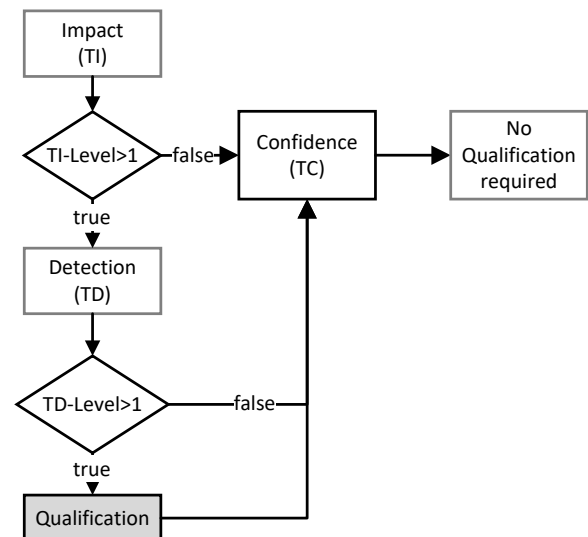 Impact
(TI)
TI-Level>1
false
Confidence
(TC)
No
Qualification
required
true
Detection
(TD)
TD-Level>1
false
true
Qualification